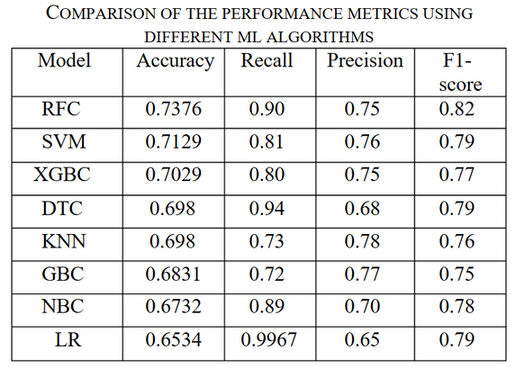 COMPARISON OF THE PERFORMANCE METRICS USING
DIFFERENT ML ALGORITHMS
Model Accuracy Recall Precision F1-
score
RFC 0.7376 0.90 0.75 0.82
SVM 0.7129 0.81 0.76 0.79
XGBC 0.7029 0.80 0.75 0.77
DTC 0.698 0.94 0.68 0.79
KNN 0.698 0.73 0.78 0.76
GBC 0.6831 0.72 0.77 0.75
NBC 0.6732 0.89 0.70 0.78
LR 0.6534 0.9967 0.65 0.79